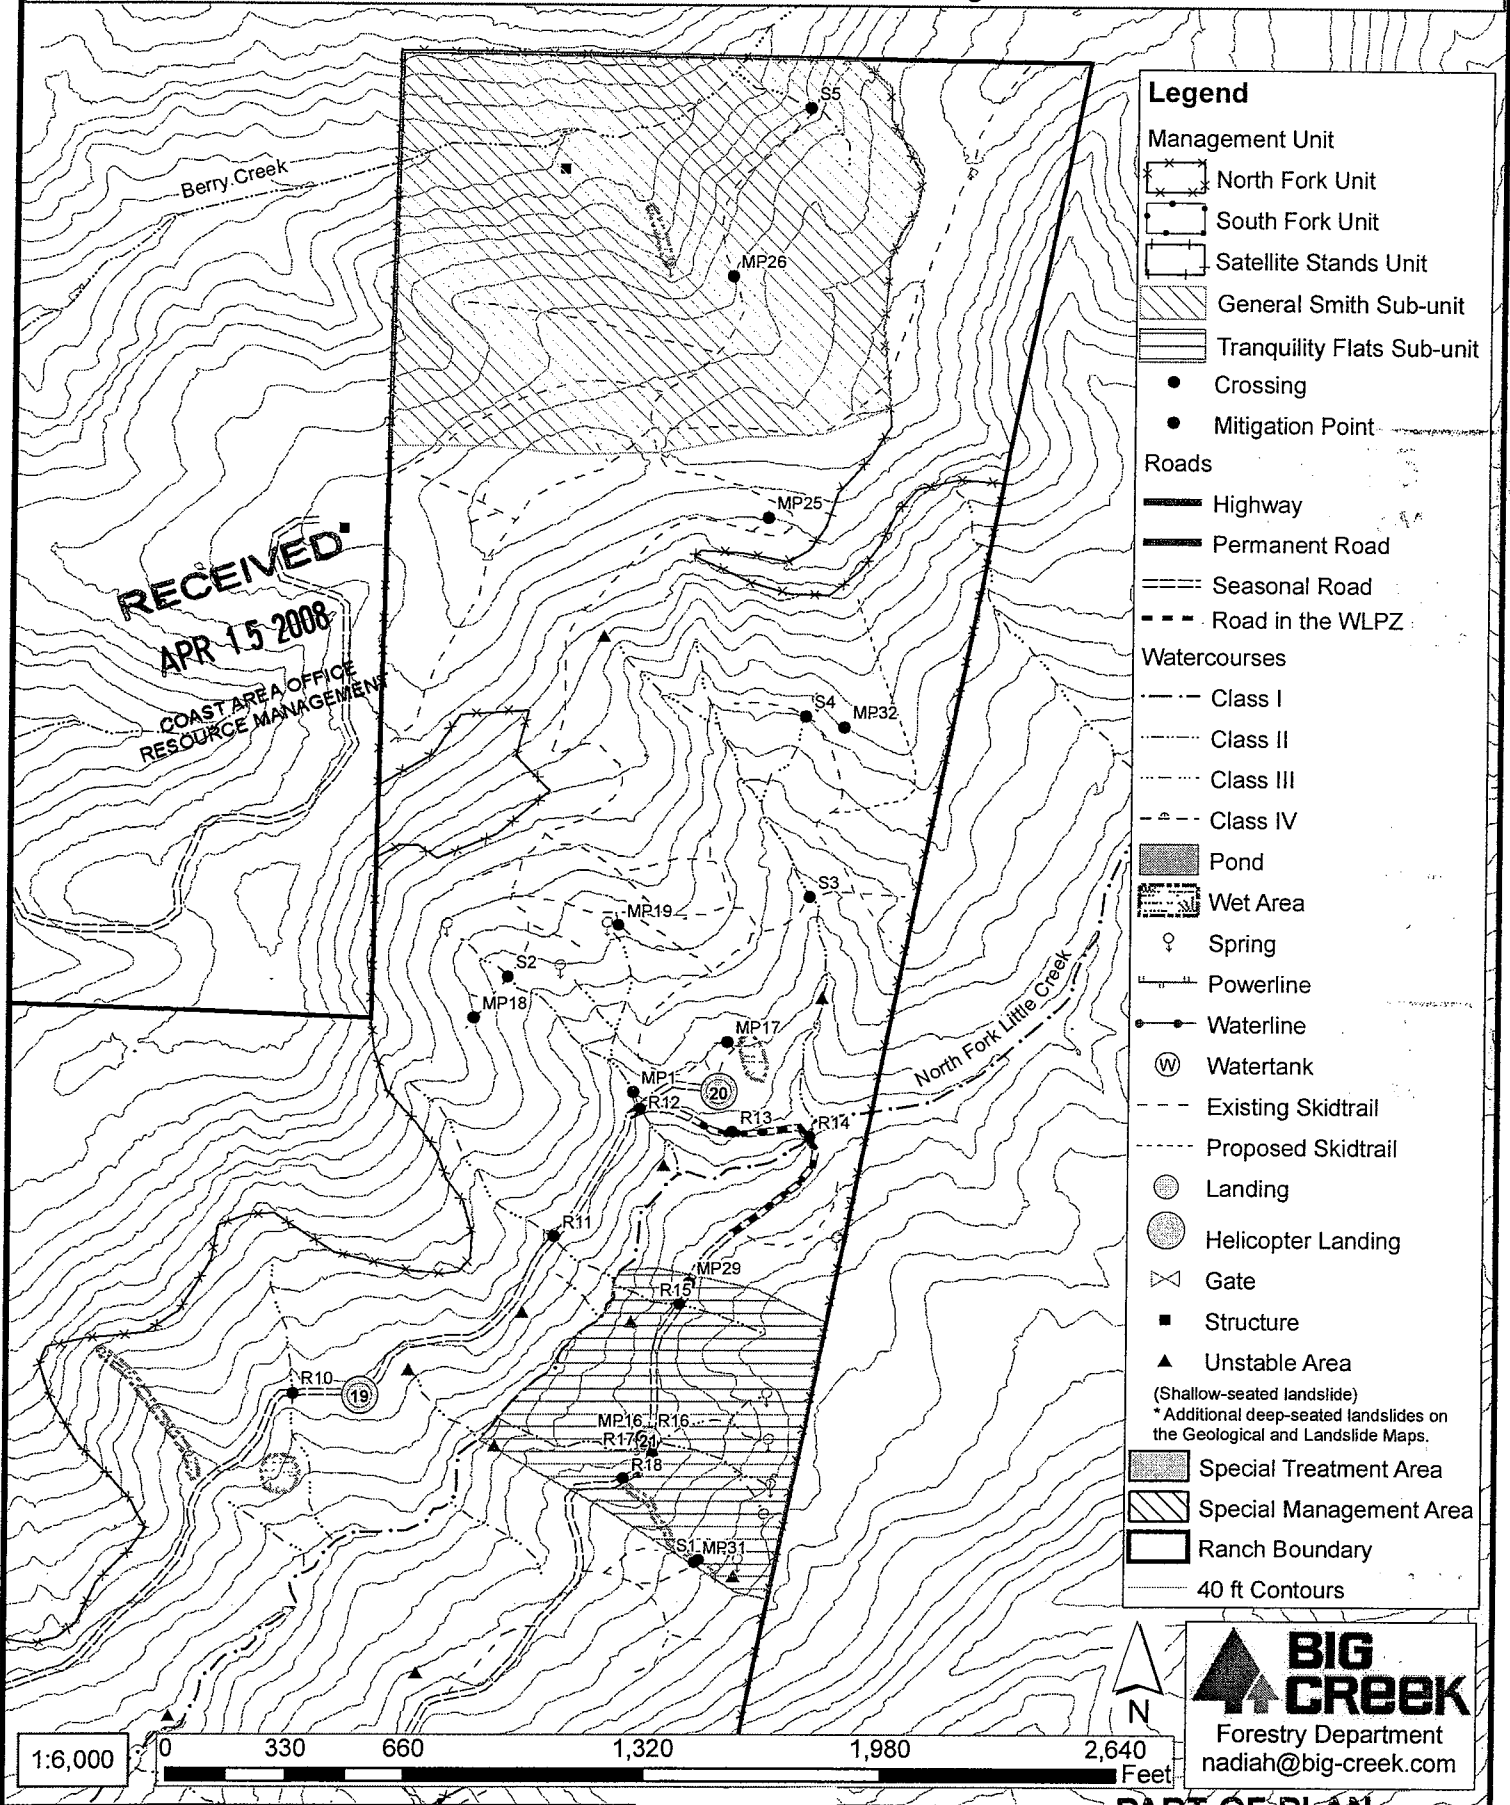 S5
Berry Creek
MP26
MP25
RECEIVED
APR 15 2008
COAST AREA OFFICE
RESOURCE MANAGEMENT
S4
MP32
S3
MP19
S2
MP18
MP17
North Fork Little Creek
MP1
20
R12
R13
R14
R11
MP29
R15
R10
19
MP16
R16
R17
21
R18
S1
MP31
Legend
Management Unit
North Fork Unit
South Fork Unit
Satellite Stands Unit
General Smith Sub-unit
Tranquility Flats Sub-unit
Crossing
Mitigation Point
Roads
Highway
Permanent Road
Seasonal Road
Road in the WLPZ
Watercourses
Class I
Class II
Class III
Class IV
Pond
Wet Area
Spring
Powerline
Waterline
W
Watertank
Existing Skidtrail
Proposed Skidtrail
Landing
Helicopter Landing
Gate
Structure
Unstable Area
(Shallow-seated landslide)
* Additional deep-seated landslides on
the Geological and Landslide Maps.
Special Treatment Area
Special Management Area
Ranch Boundary
40 ft Contours
N
BIG
CREEK
Forestry Department
nadiah@big-creek.com
1:6,000
0 330 660 1,320 1,980 2,640
Feet
PART OF PLAN